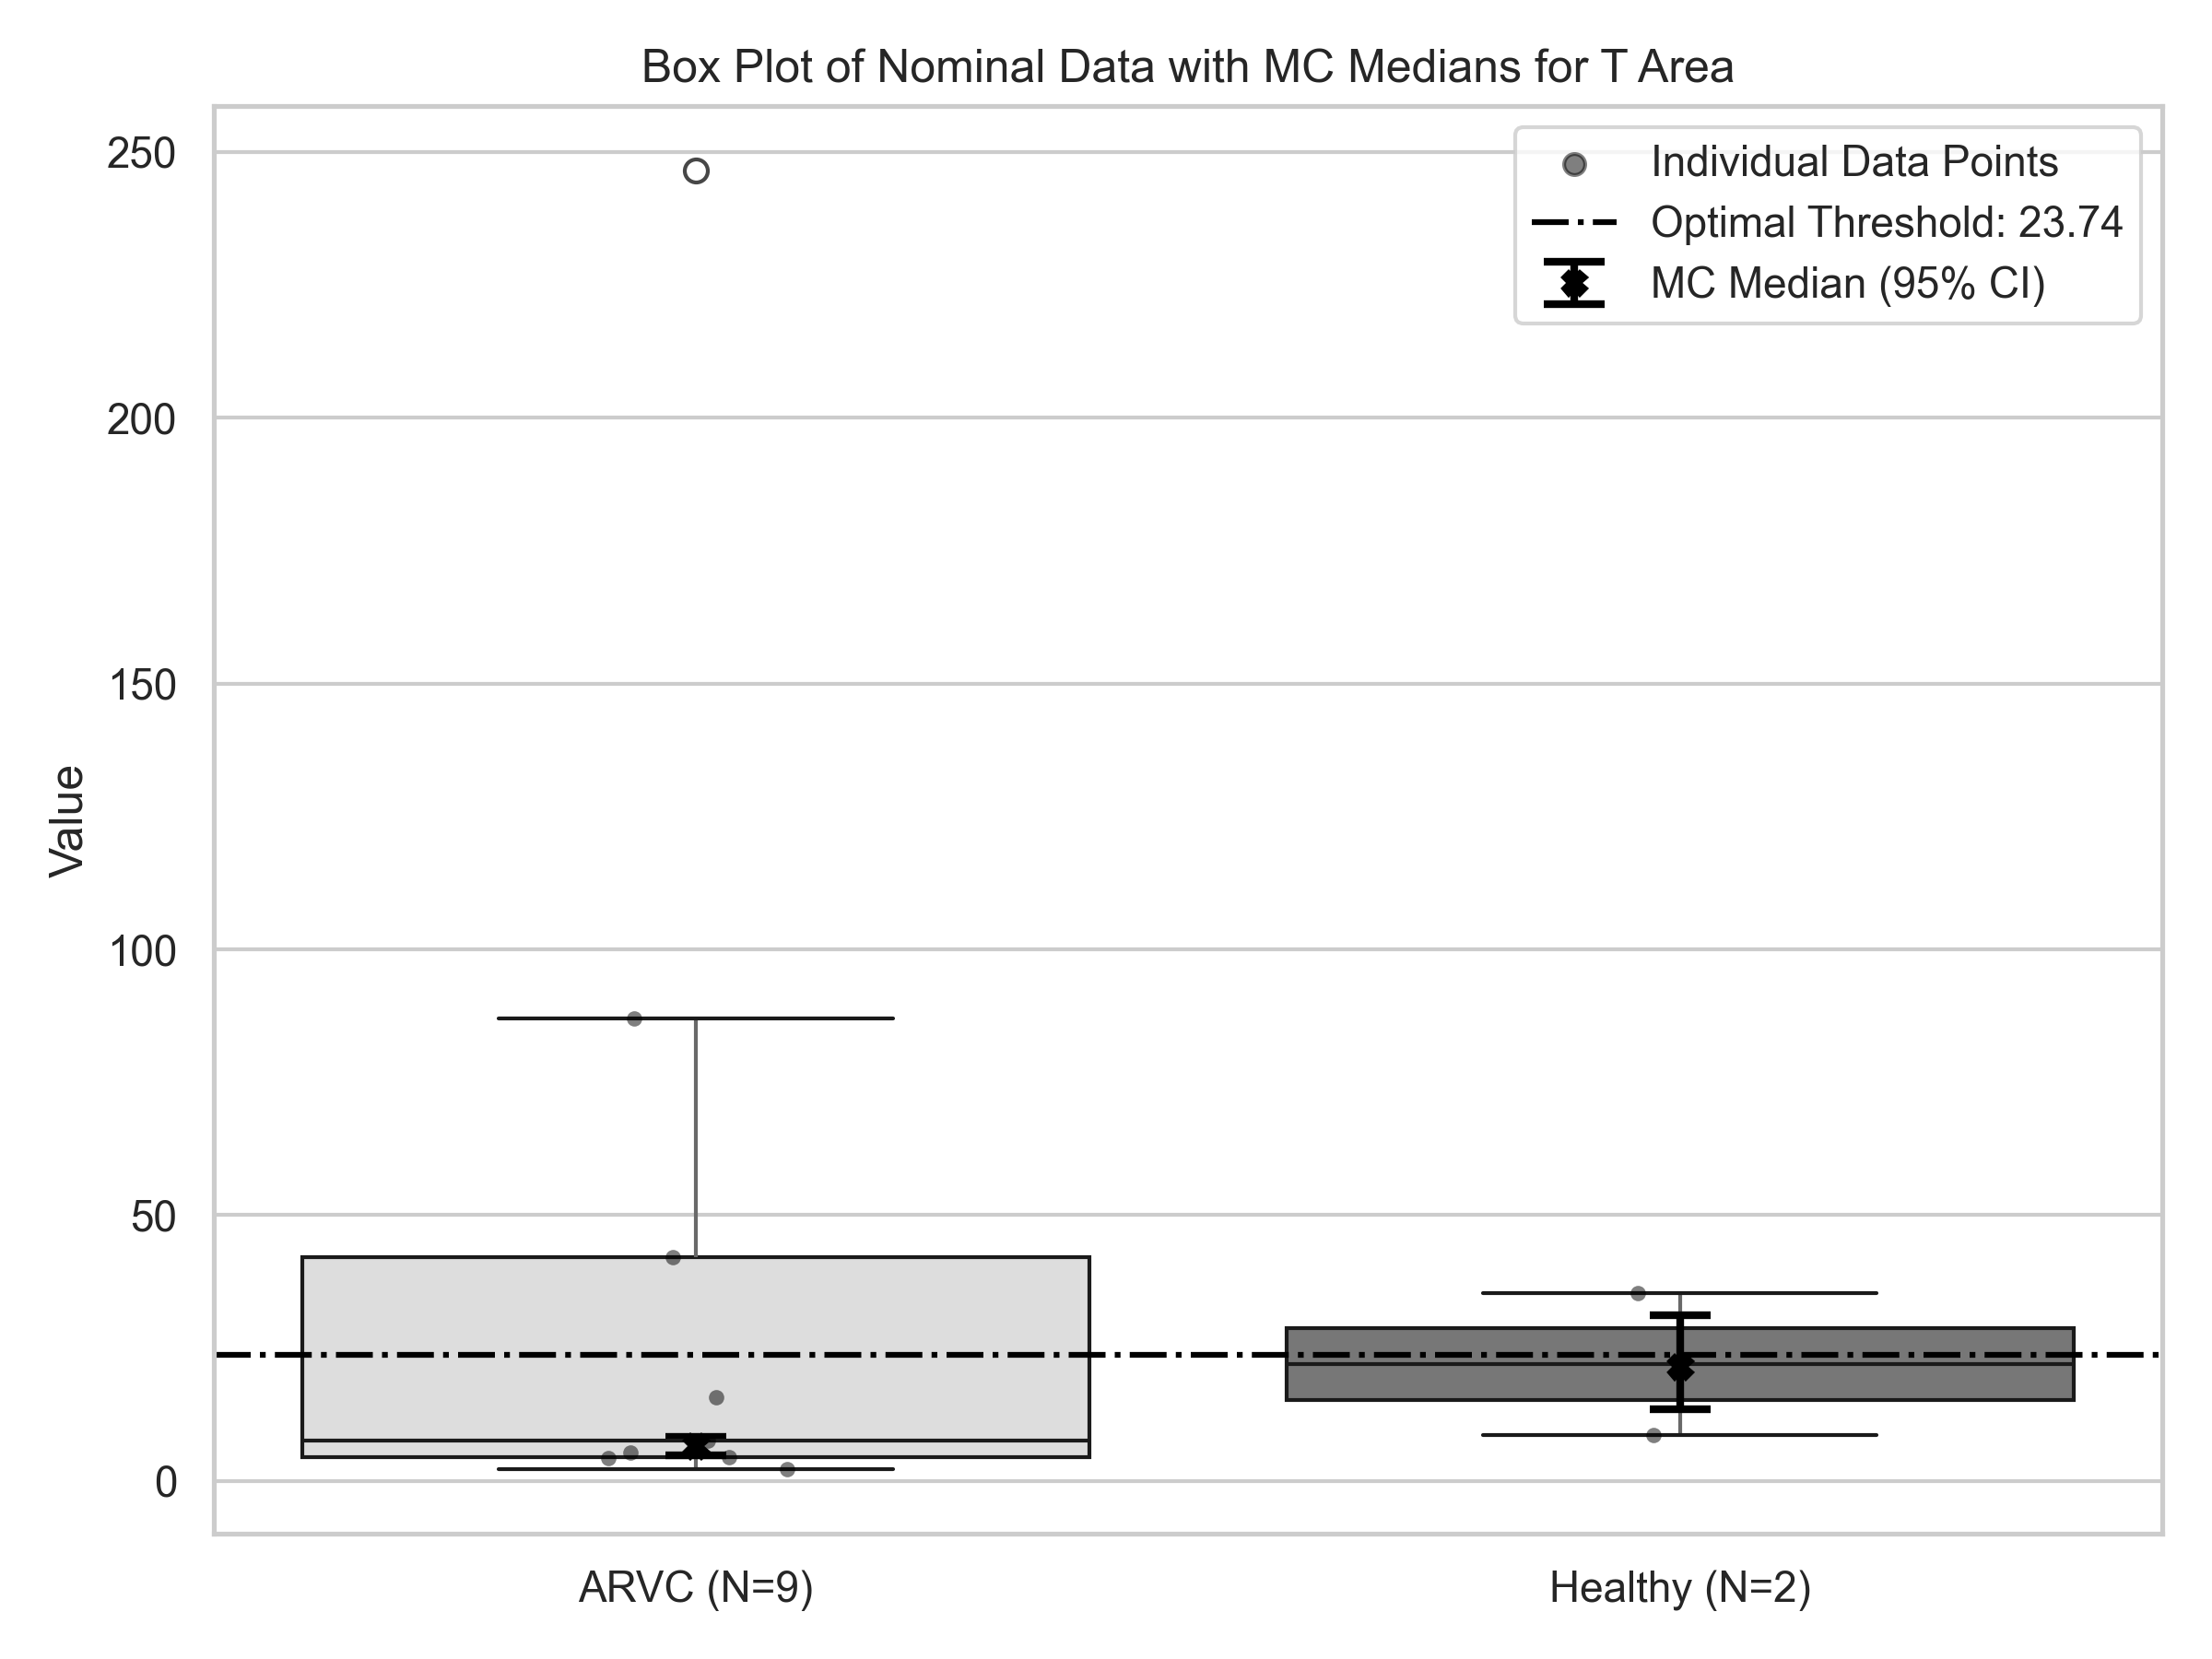 Box Plot of Nominal Data with MC Medians for T Area
Individual Data Points
Optimal Threshold: 23.74
MC Median (95% CI)
Value
250
200
150
100
50
0
ARVC (N=9)
Healthy (N=2)